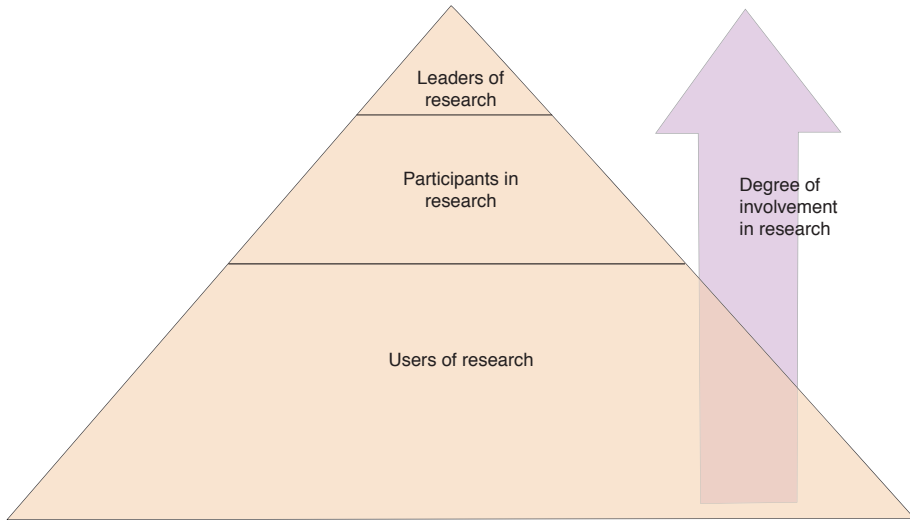 Leaders of
research
Participants in
research
Degree of
involvement
in research
Users of research